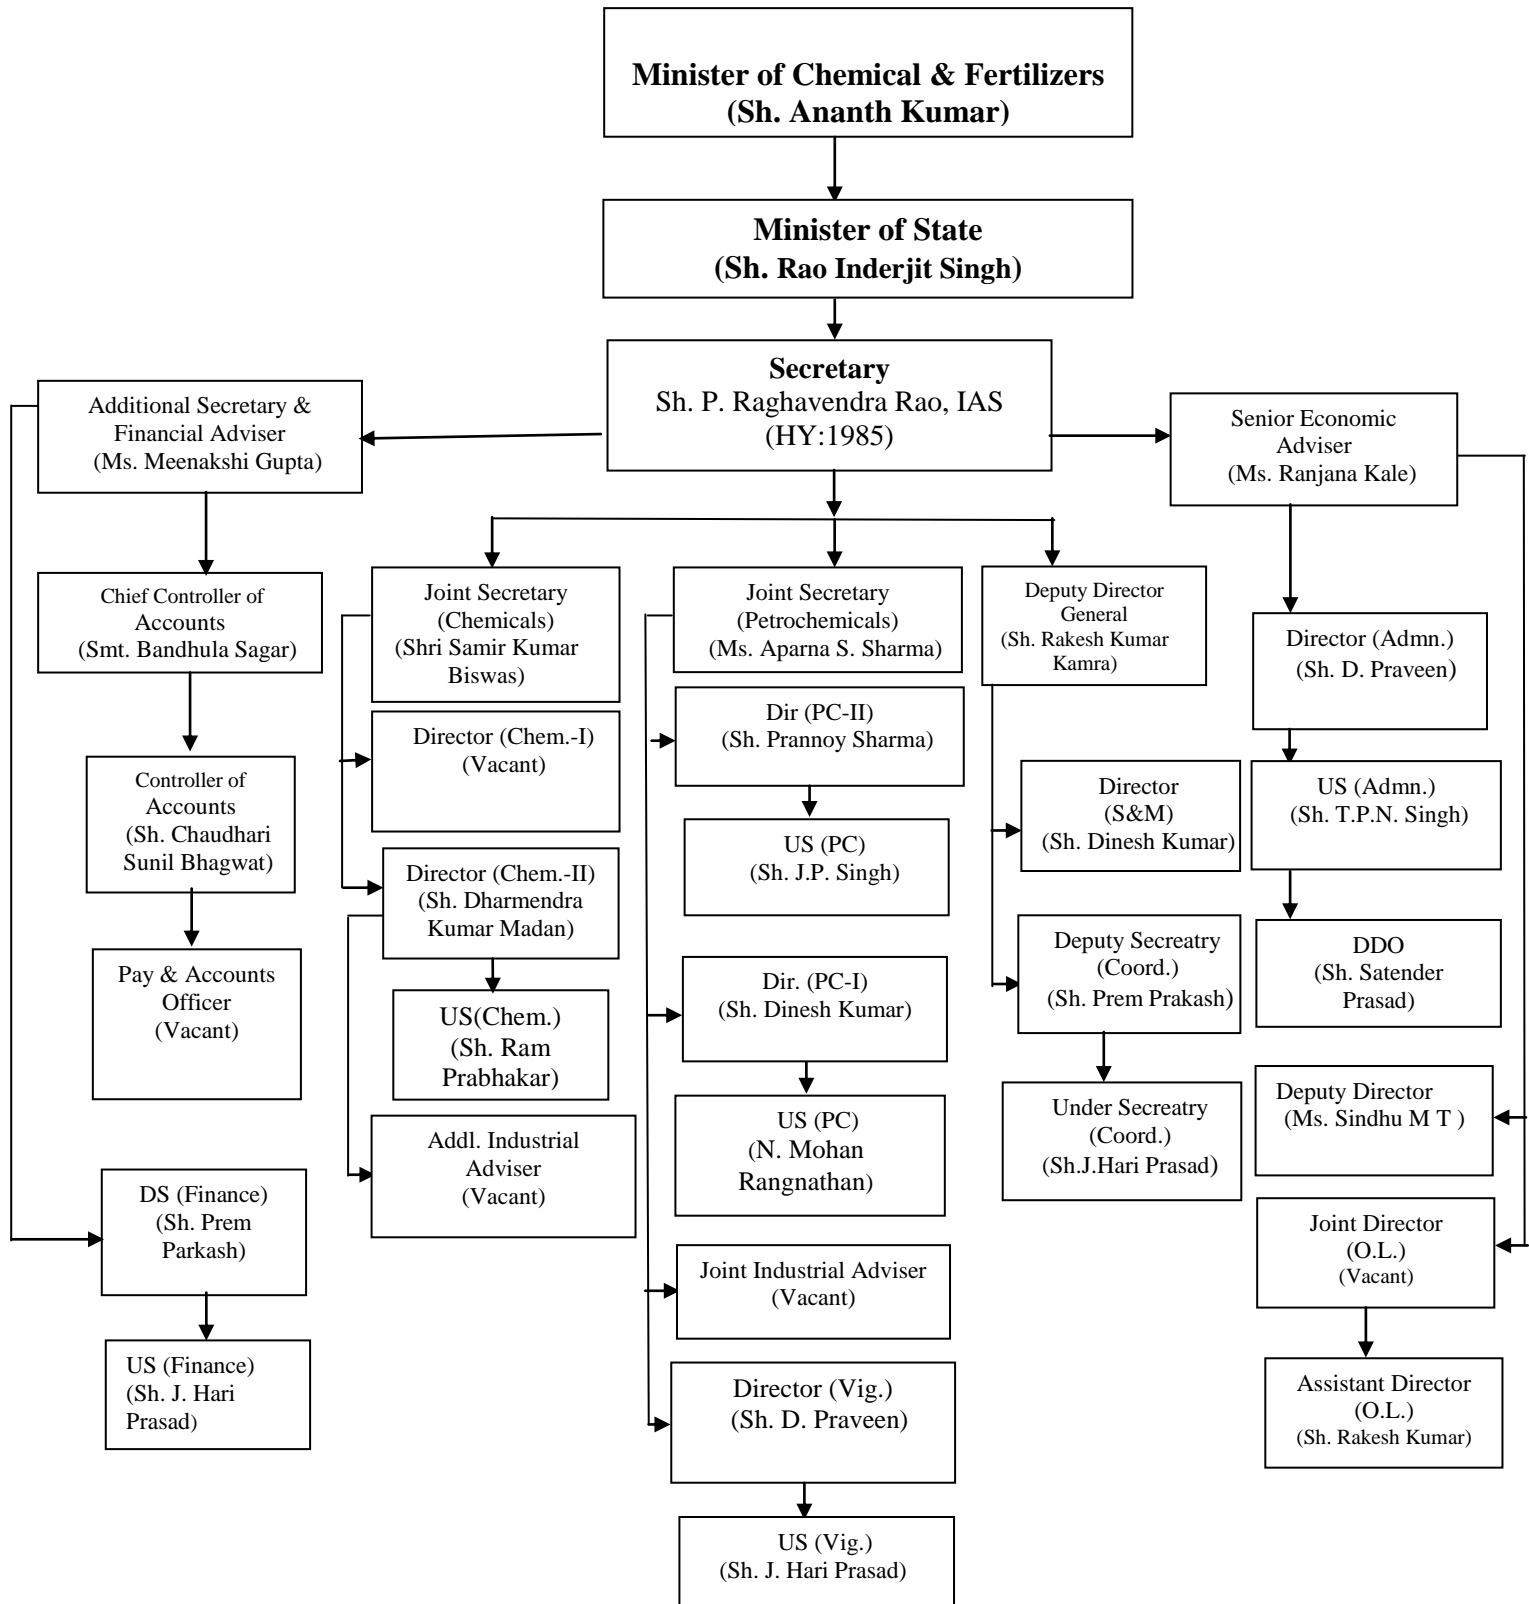 Minister of Chemical & Fertilizers
(Sh. Ananth Kumar)
Minister of State
(Sh. Rao Inderjit Singh)
Secretary
Sh. P. Raghavendra Rao, IAS
(HY:1985)
Additional Secretary &
Financial Adviser
(Ms. Meenakshi Gupta)
Senior Economic
Adviser
(Ms. Ranjana Kale)
Chief Controller of
Accounts
(Smt. Bandhula Sagar)
Controller of
Accounts
(Sh. Chaudhari
Sunil Bhagwat)
Pay & Accounts
Officer
(Vacant)
DS (Finance)
(Sh. Prem
Parkash)
US (Finance)
(Sh. J. Hari
Prasad)
Joint Secretary
(Chemicals)
(Shri Samir Kumar
Biswas)
Director (Chem.-I)
(Vacant)
Director (Chem.-II)
(Sh. Dharmendra
Kumar Madan)
US(Chem.)
(Sh. Ram
Prabhakar)
Addl. Industrial
Adviser
(Vacant)
Joint Secretary
(Petrochemicals)
(Ms. Aparna S. Sharma)
Dir (PC-II)
(Sh. Prannoy Sharma)
US (PC)
(Sh. J.P. Singh)
Dir. (PC-I)
(Sh. Dinesh Kumar)
US (PC)
(N. Mohan
Rangnathan)
Joint Industrial Adviser
(Vacant)
Director (Vig.)
(Sh. D. Praveen)
US (Vig.)
(Sh. J. Hari Prasad)
Deputy Director
General
(Sh. Rakesh Kumar
Kamra)
Director
(S&M)
(Sh. Dinesh Kumar)
Deputy Secreatry
(Coord.)
(Sh. Prem Prakash)
Under Secreatry
(Coord.)
(Sh.J.Hari Prasad)
Director (Admn.)
(Sh. D. Praveen)
US (Admn.)
(Sh. T.P.N. Singh)
DDO
(Sh. Satender
Prasad)
Deputy Director
(Ms. Sindhu M T )
Joint Director
(O.L.)
(Vacant)
Assistant Director
(O.L.)
(Sh. Rakesh Kumar)